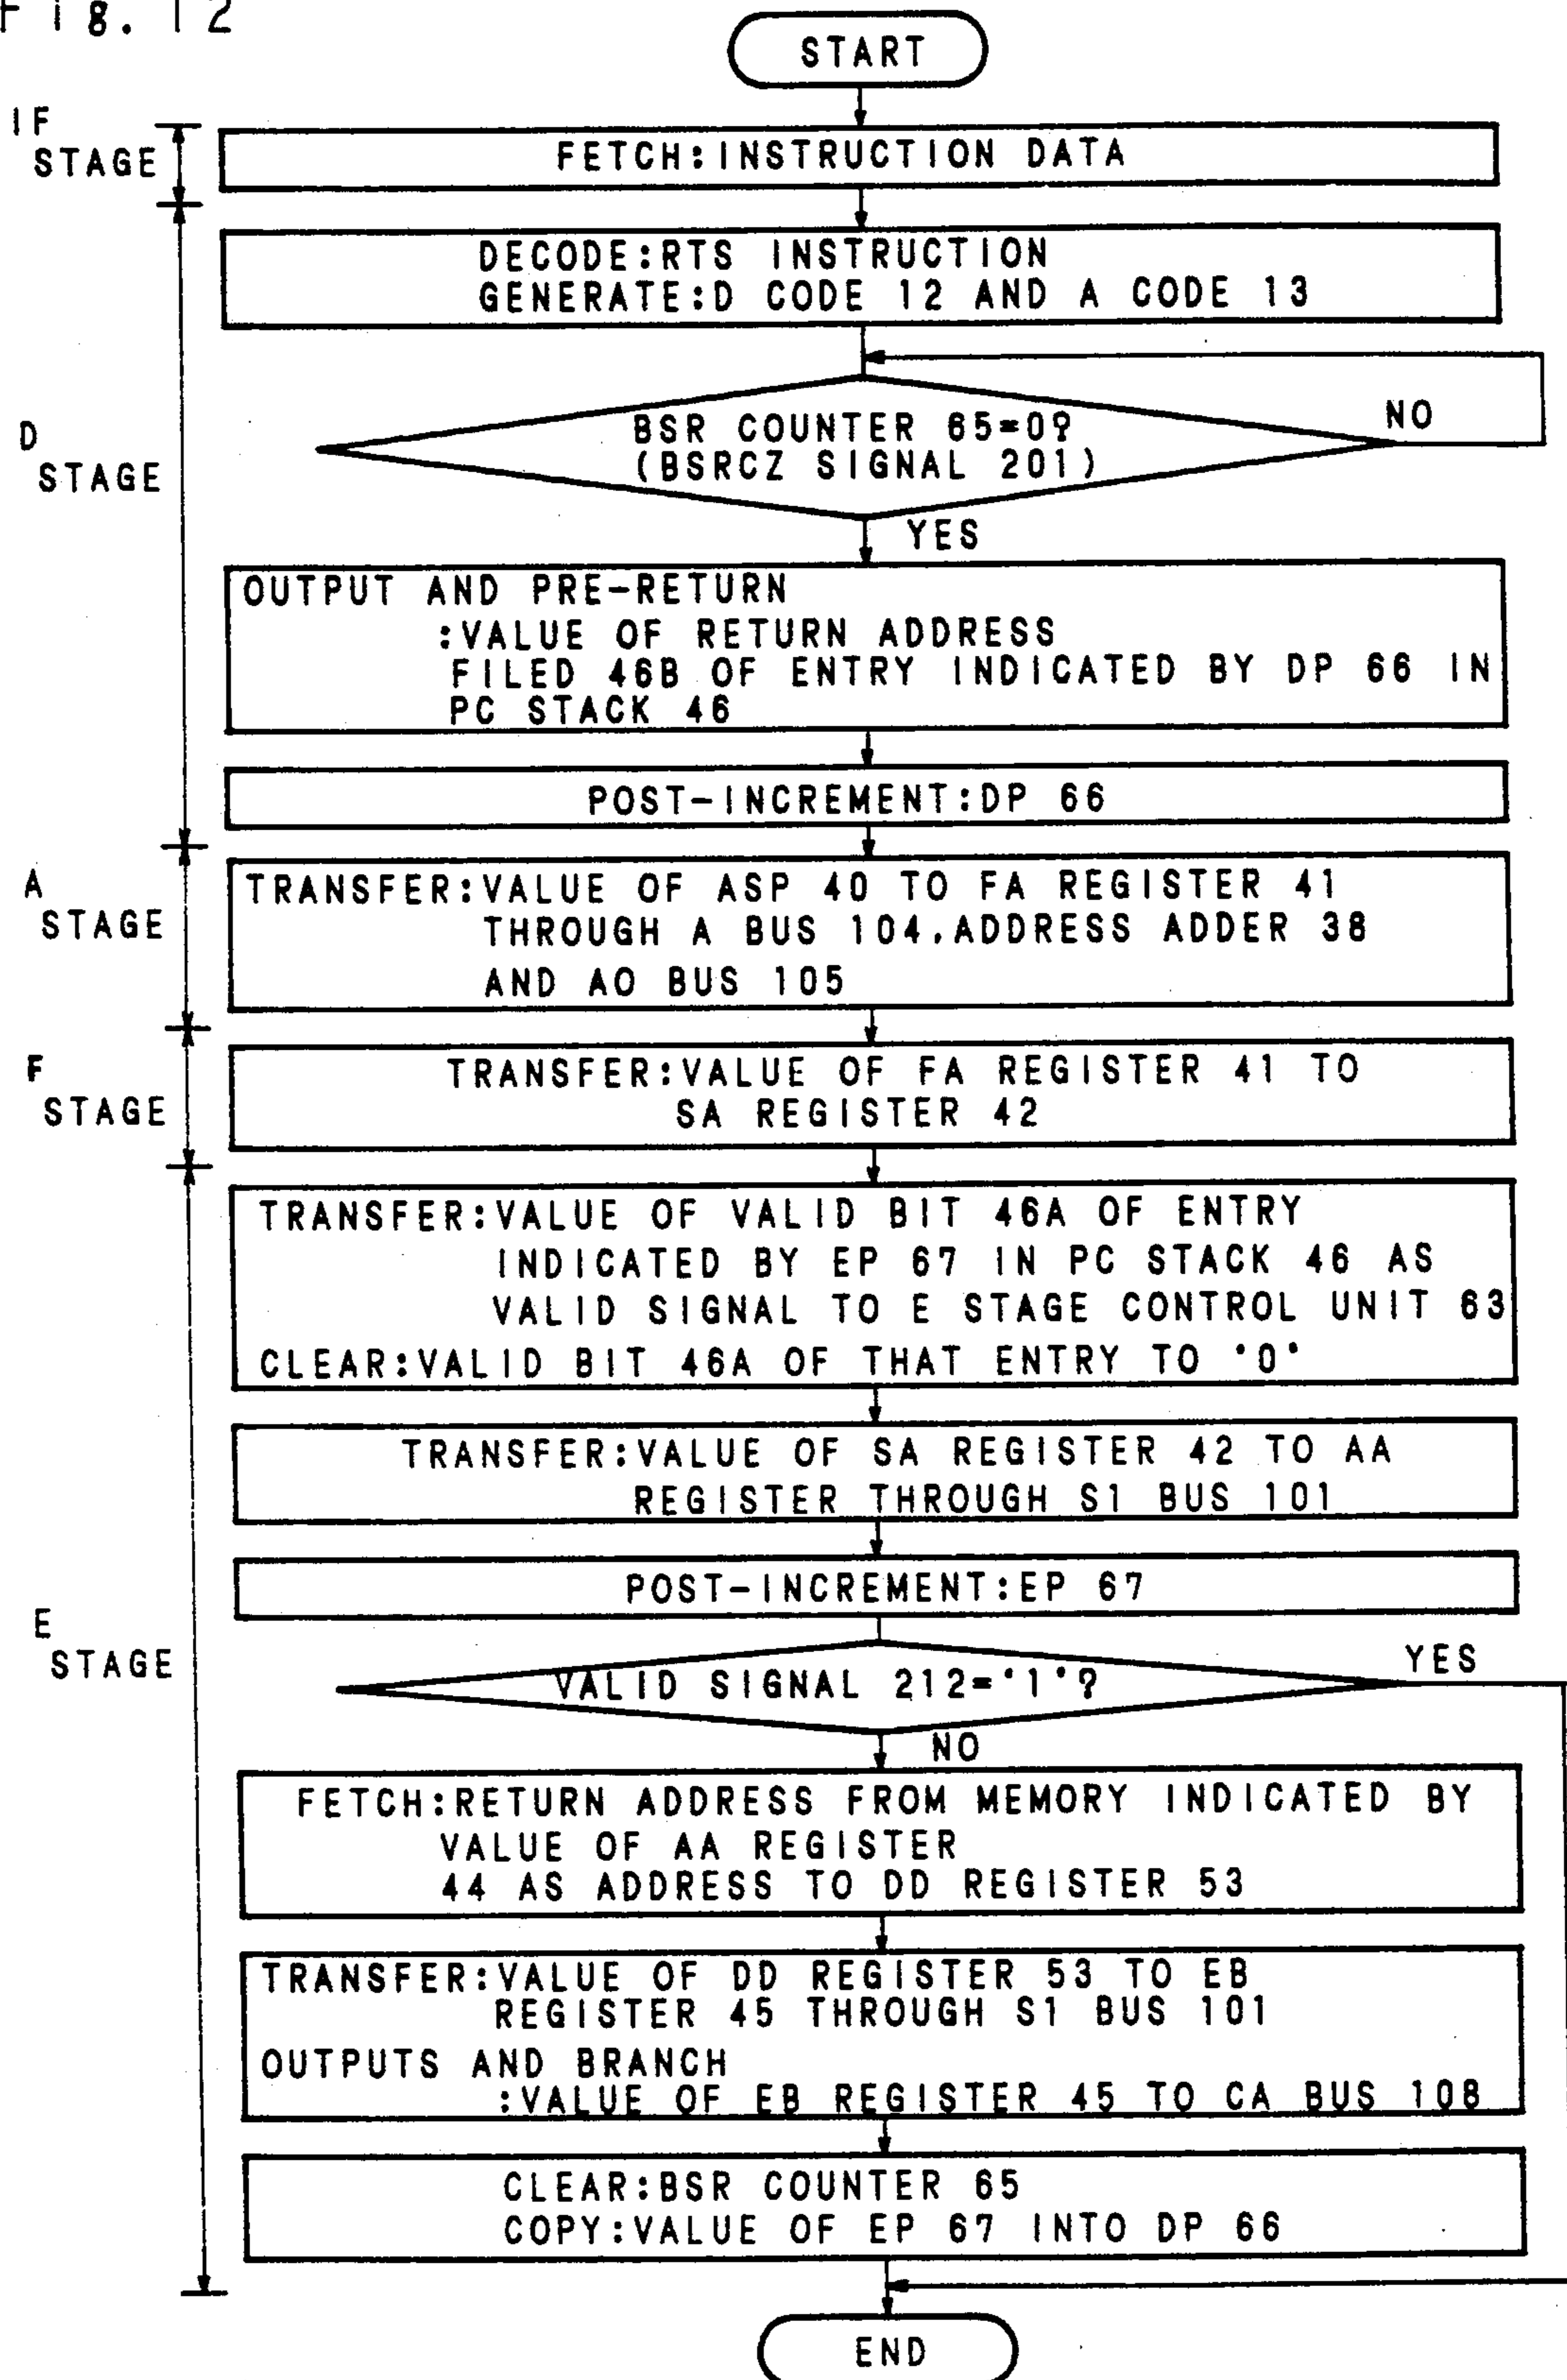 Fig. 12
START
IF
STAGE
FETCH:INSTRUCTION DATA
DECODE:RTS INSTRUCTION
GENERATE:D CODE 12 AND A CODE 13
D
STAGE
BSR COUNTER 65=0?
(BSRCZ SIGNAL 201)
NO
YES
OUTPUT AND PRE-RETURN
:VALUE OF RETURN ADDRESS
FILED 46B OF ENTRY INDICATED BY DP 66 IN
PC STACK 46
POST-INCREMENT:DP 66
A
STAGE
TRANSFER:VALUE OF ASP 40 TO FA REGISTER 41
THROUGH A BUS 104,ADDRESS ADDER 38
AND AO BUS 105
F
STAGE
TRANSFER:VALUE OF FA REGISTER 41 TO
SA REGISTER 42
TRANSFER:VALUE OF VALID BIT 46A OF ENTRY
INDICATED BY EP 67 IN PC STACK 46 AS
VALID SIGNAL TO E STAGE CONTROL UNIT 63
CLEAR:VALID BIT 46A OF THAT ENTRY TO '0'
TRANSFER:VALUE OF SA REGISTER 42 TO AA
REGISTER THROUGH S1 BUS 101
POST-INCREMENT:EP 67
E
STAGE
VALID SIGNAL 212='1'?
YES
NO
FETCH:RETURN ADDRESS FROM MEMORY INDICATED BY
VALUE OF AA REGISTER
44 AS ADDRESS TO DD REGISTER 53
TRANSFER:VALUE OF DD REGISTER 53 TO EB
REGISTER 45 THROUGH S1 BUS 101
OUTPUTS AND BRANCH
:VALUE OF EB REGISTER 45 TO CA BUS 108
CLEAR:BSR COUNTER 65
COPY:VALUE OF EP 67 INTO DP 66
END